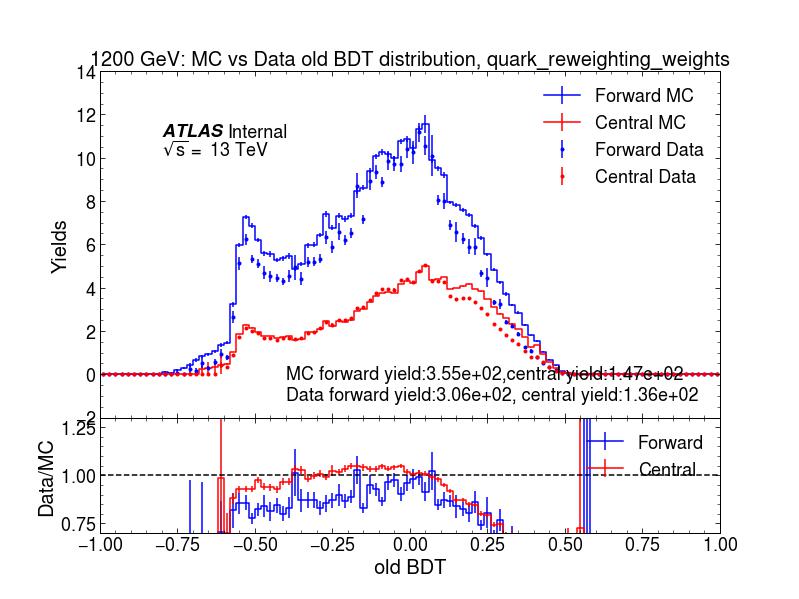 1200 GeV: MC vs Data old BDT distribution, quark_reweighting_weights
14
12
10
8
6
4
2
0
−2
Yields
ATLAS Internal
√s = 13 TeV
Forward MC
Central MC
Forward Data
Central Data
MC forward yield:3.55e+02,central yield:1.47e+02
Data forward yield:3.06e+02, central yield:1.36e+02
1.25
1.00
0.75
Data/MC
Forward
Central
−1.00 −0.75 −0.50 −0.25 0.00 0.25 0.50 0.75 1.00
old BDT